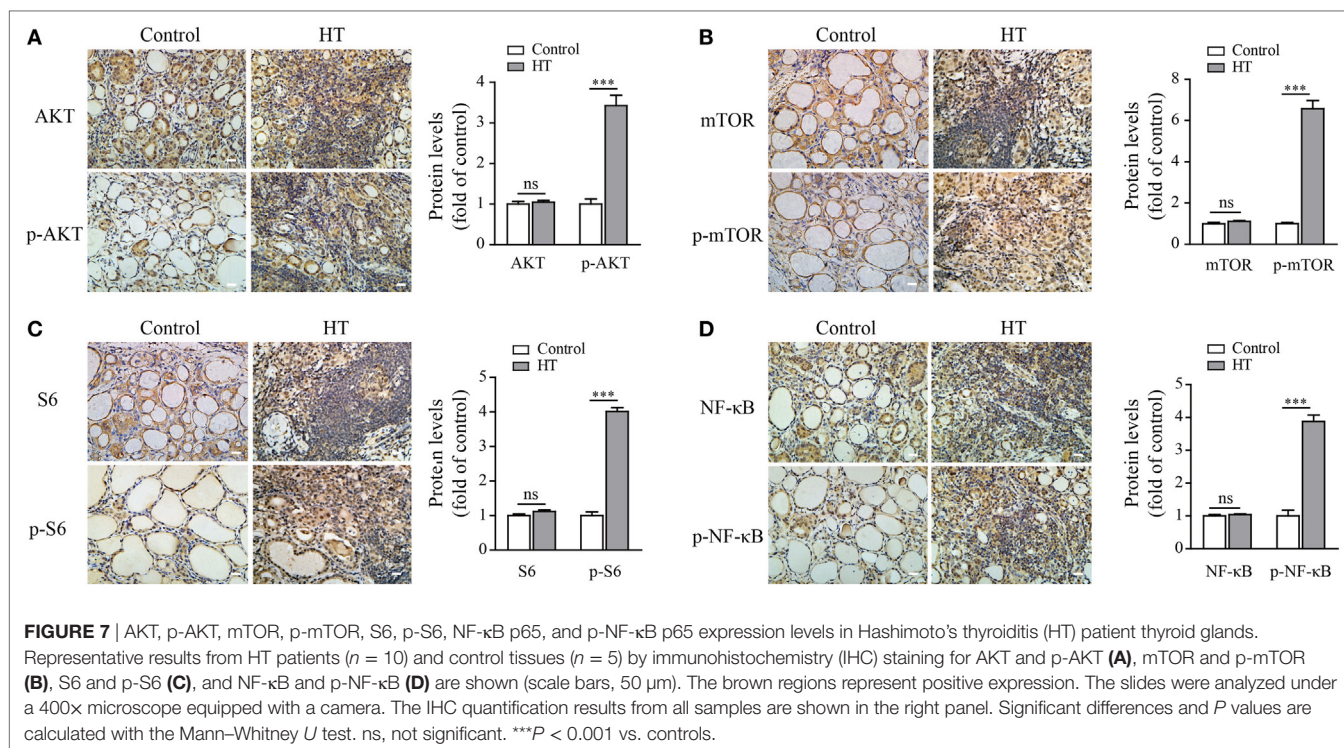 A
Control
HT
AKT
p-AKT
Control
HT
Protein levels
(fold of control)
4
3
2
1
0
ns
***
AKT
p-AKT
B
Control
HT
mTOR
p-mTOR
Control
HT
Protein levels
(fold of control)
8
6
4
2
0
ns
***
mTOR
p-mTOR
C
Control
HT
S6
p-S6
Control
HT
Protein levels
(fold of control)
5
4
3
2
1
0
ns
***
S6
p-S6
D
Control
HT
NF-κB
p-NF-κB
Control
HT
Protein levels
(fold of control)
5
4
3
2
1
0
ns
***
NF-κB
p-NF-κB
FIGURE 7 | AKT, p-AKT, mTOR, p-mTOR, S6, p-S6, NF-κB p65, and p-NF-κB p65 expression levels in Hashimoto's thyroiditis (HT) patient thyroid glands.
Representative results from HT patients (n = 10) and control tissues (n = 5) by immunohistochemistry (IHC) staining for AKT and p-AKT (A), mTOR and p-mTOR
(B), S6 and p-S6 (C), and NF-κB and p-NF-κB (D) are shown (scale bars, 50 μm). The brown regions represent positive expression. The slides were analyzed under
a 400× microscope equipped with a camera. The IHC quantification results from all samples are shown in the right panel. Significant differences and P values are
calculated with the Mann–Whitney U test. ns, not significant. ***P < 0.001 vs. controls.